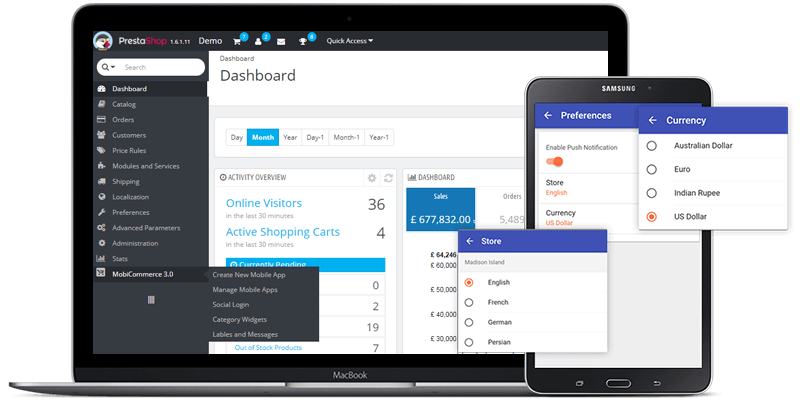 PrestaShop 1.6.1.11 Demo 7 2 6 Quick Access
Search
Dashboard
Catalog
Orders
Customers
Price Rules
Modules and Services
Shipping
Localization
Preferences
Advanced Parameters
Administration
Stats
MobiCommerce 3.0
Create New Mobile App
Manage Mobile Apps
Social Login
Category Widgets
Lables and Messages
Dashboard
Dashboard
Day Month Year Day-1 Month-1 Year-1
ACTIVITY OVERVIEW
Online Visitors 36
in the last 30 minutes
Active Shopping Carts 4
in the last 30 minutes
Currently Pending
0
2
19
Out of Stock Products 7
DASHBOARD
Sales Orders
£ 677,832.00 5,489
£ 64,246
£ 60,000
£ 50,000
£ 40,000
£ 30,000
MacBook
SAMSUNG
Preferences
Enable Push Notification
Store
English
Currency
US Dollar
Currency
Australian Dollar
Euro
Indian Rupee
US Dollar
Store
Madison Island
English
French
German
Persian